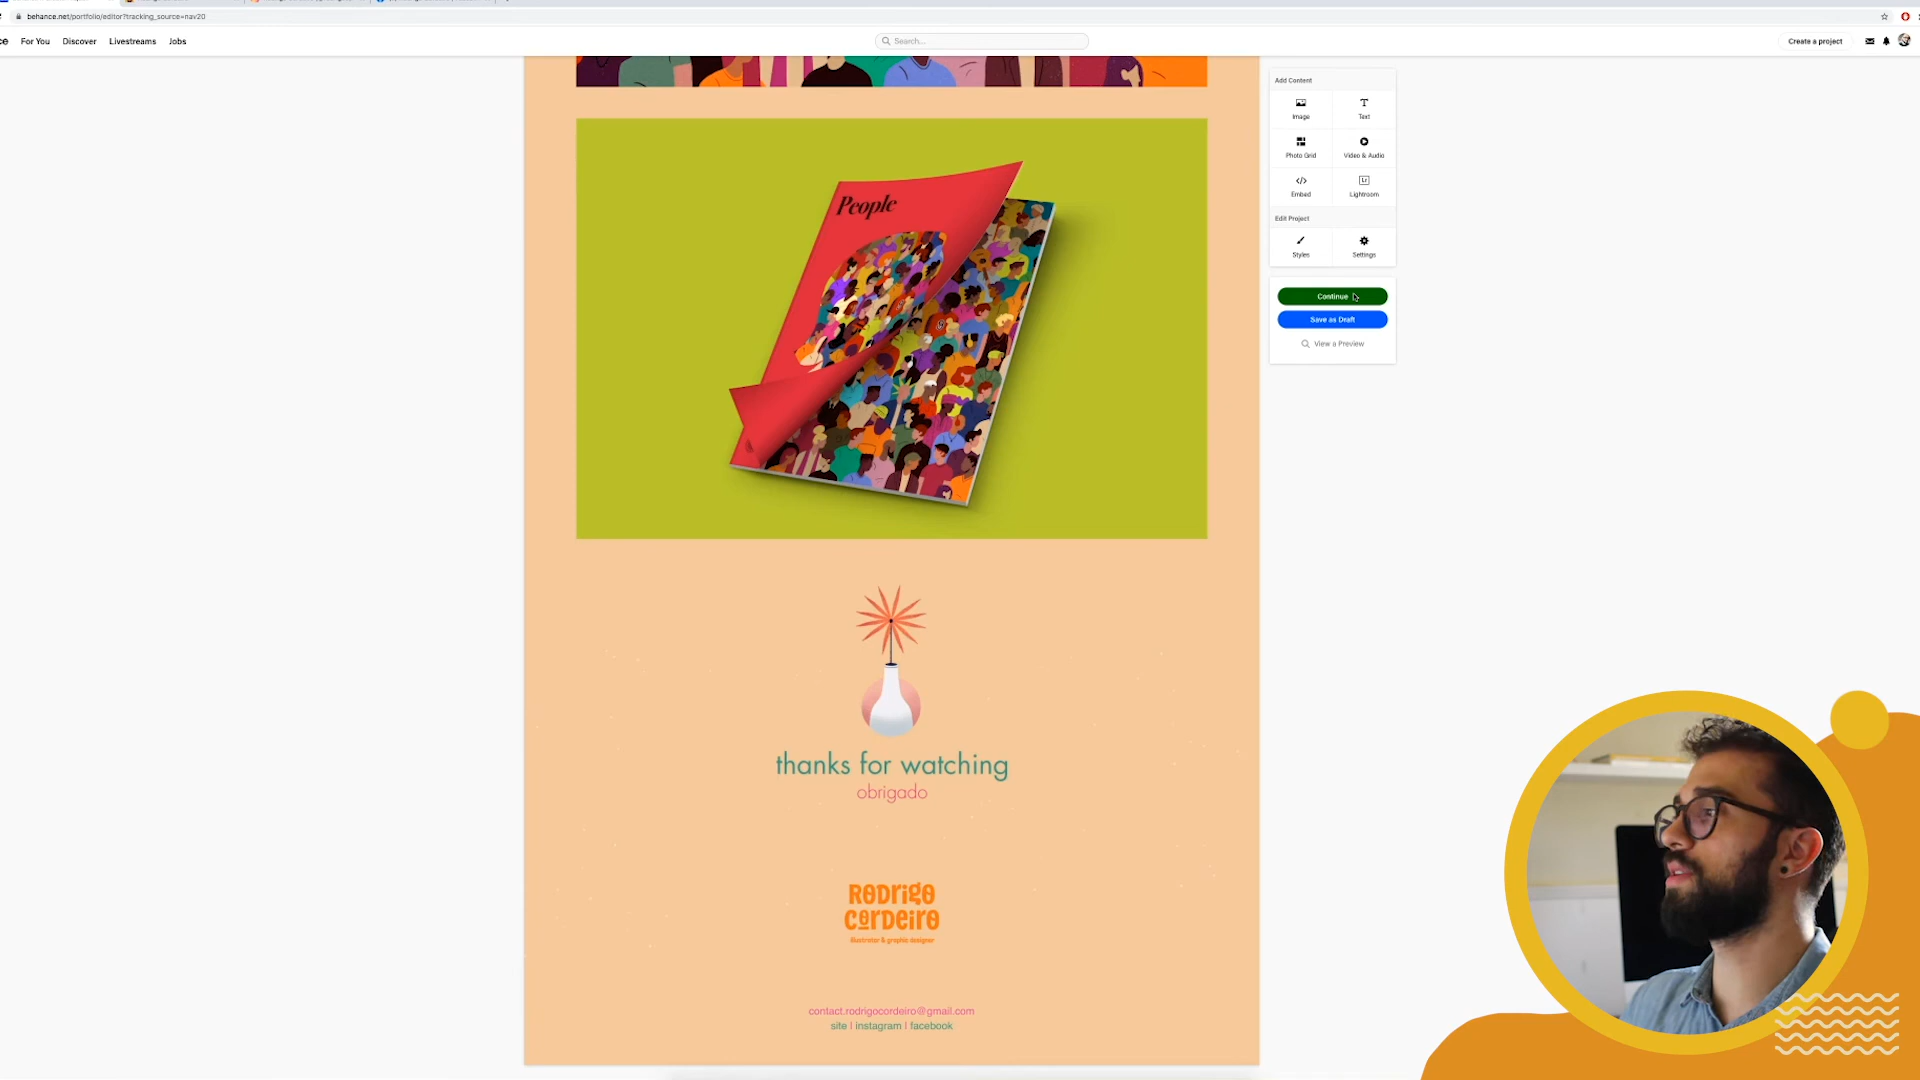 behance.net/portfolio/editor?tracking_source=nav20
For You
Discover
Livestreams
Jobs
Search...
Create a project
Add Content
Image
Text
Photo Grid
Video & Audio
Embed
Lr
Lightroom
Edit Project
Styles
Settings
Continue
Save as Draft
View a Preview
People
thanks for watching
obrigado
Rodrigo
cordeiro
illustrator & graphic designer
contact.rodrigocordeiro@gmail.com
site | instagram | facebook